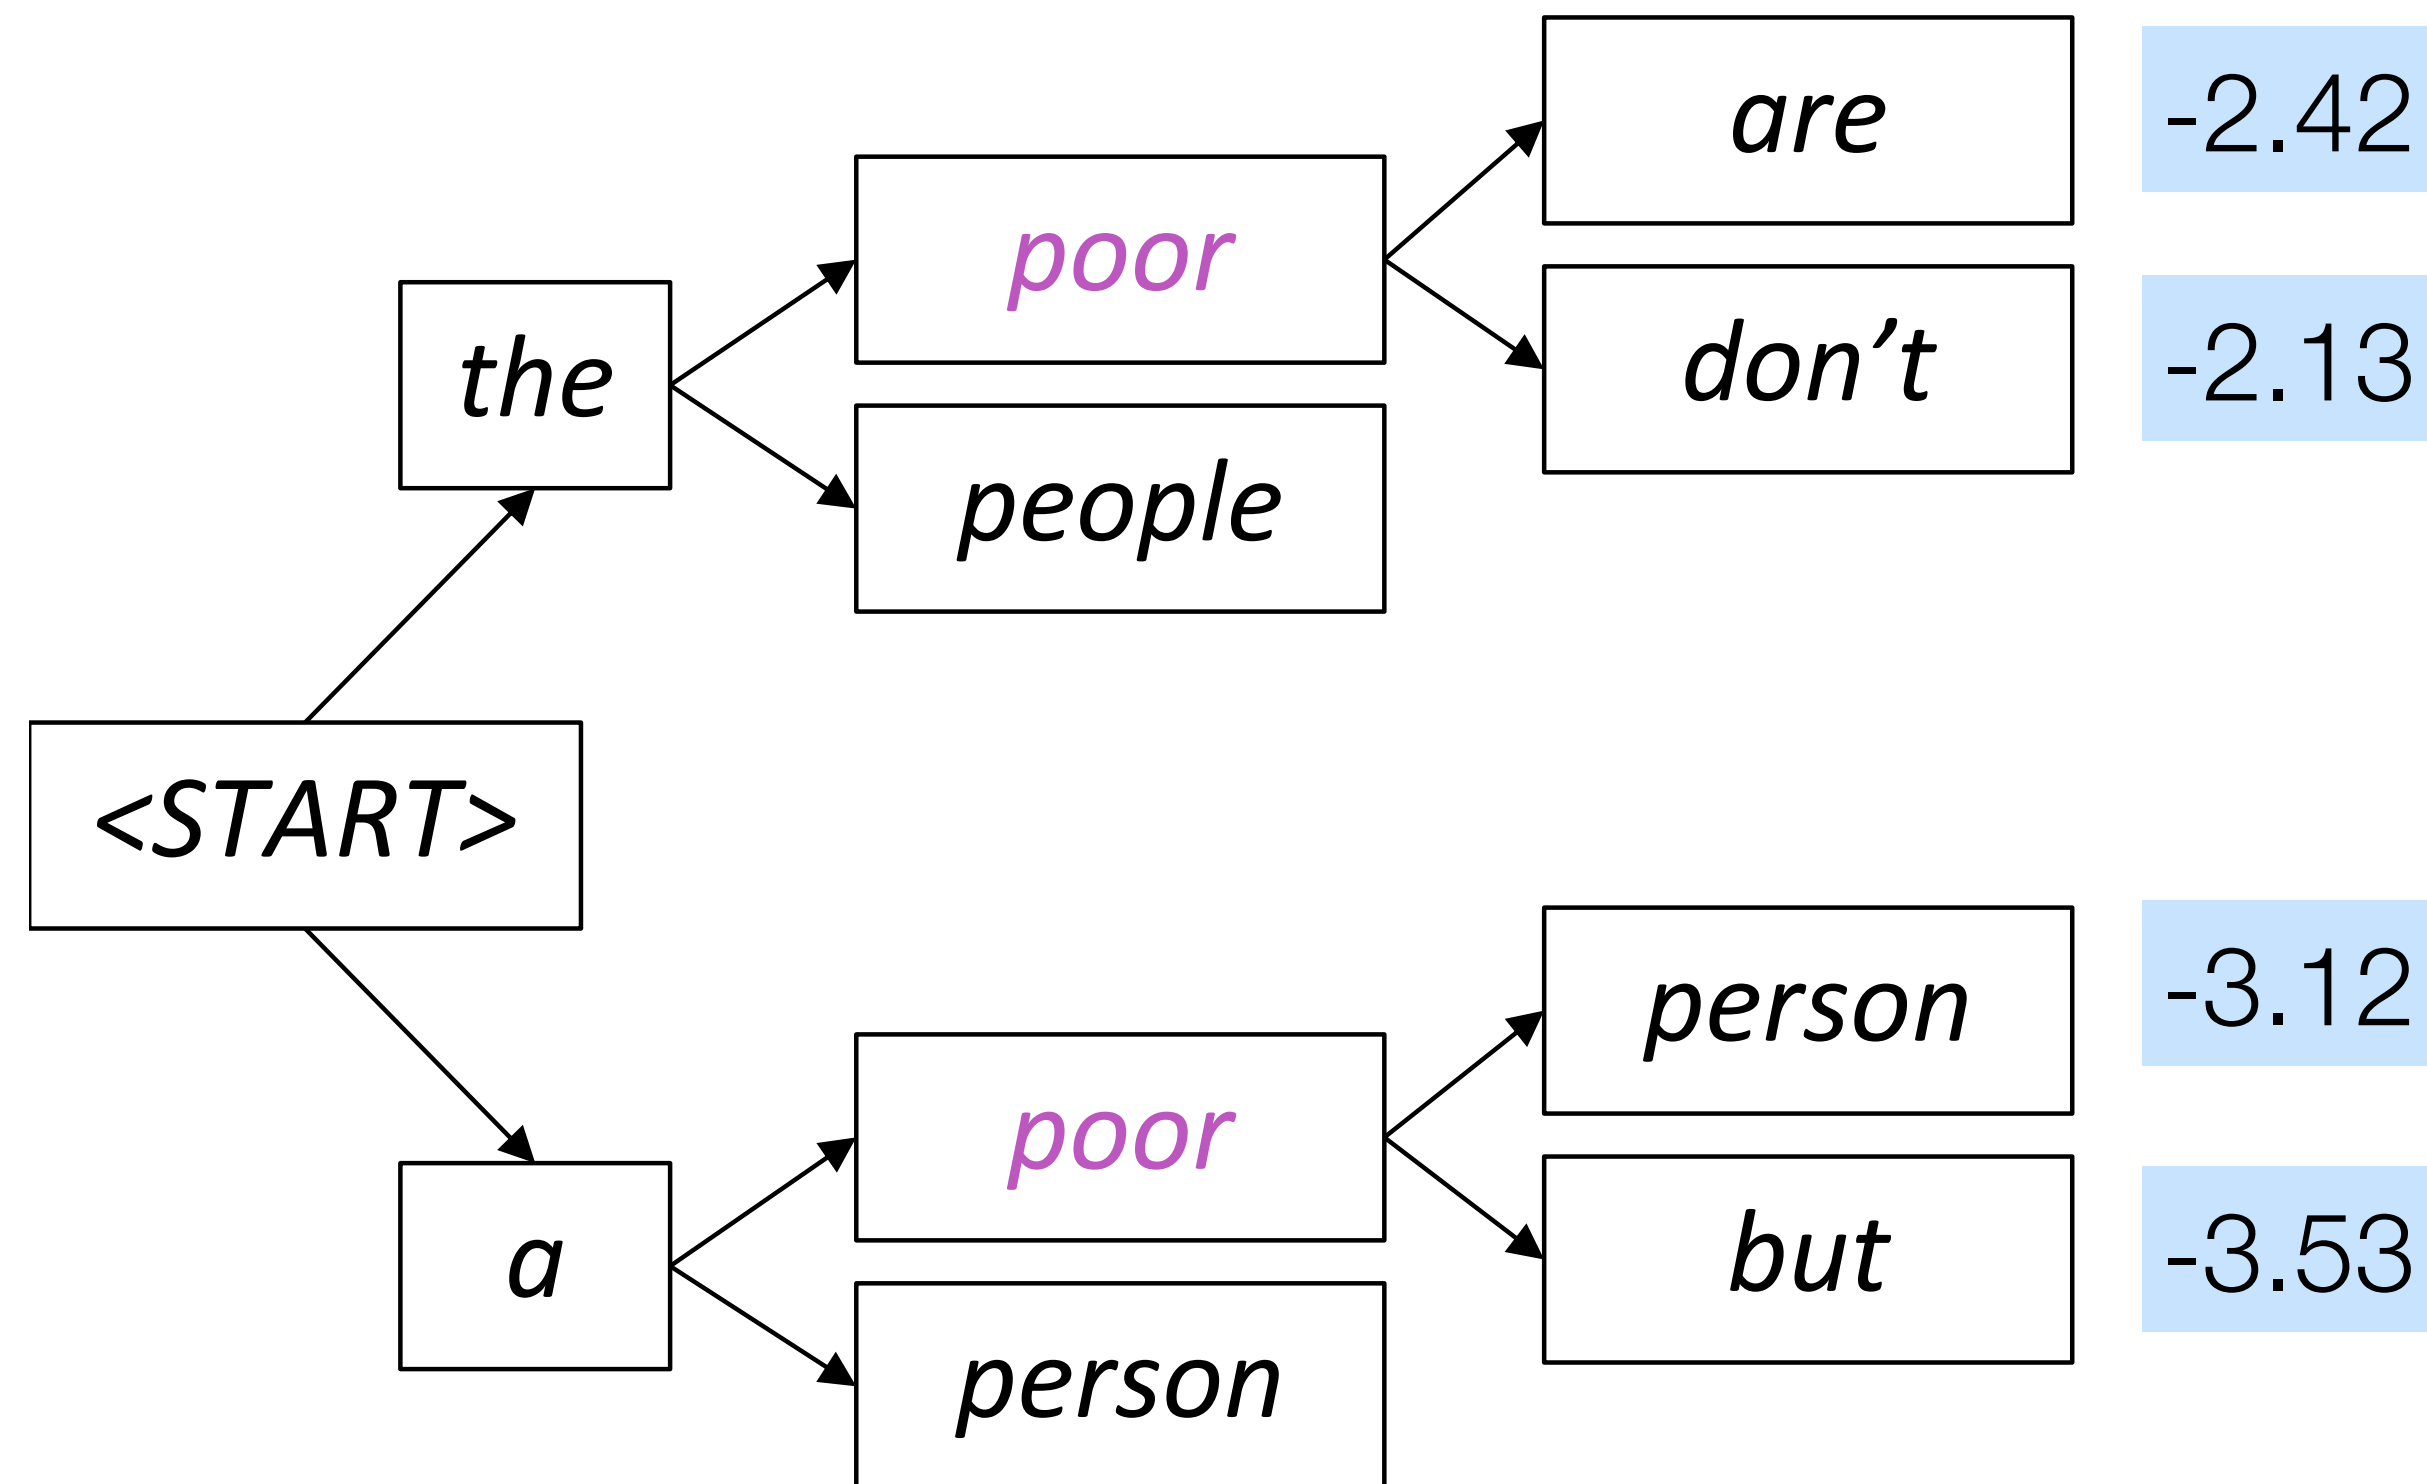 are
-2.42
poor
the
don’t
-2.13
people
<START>
person
-3.12
poor
a
but
-3.53
person